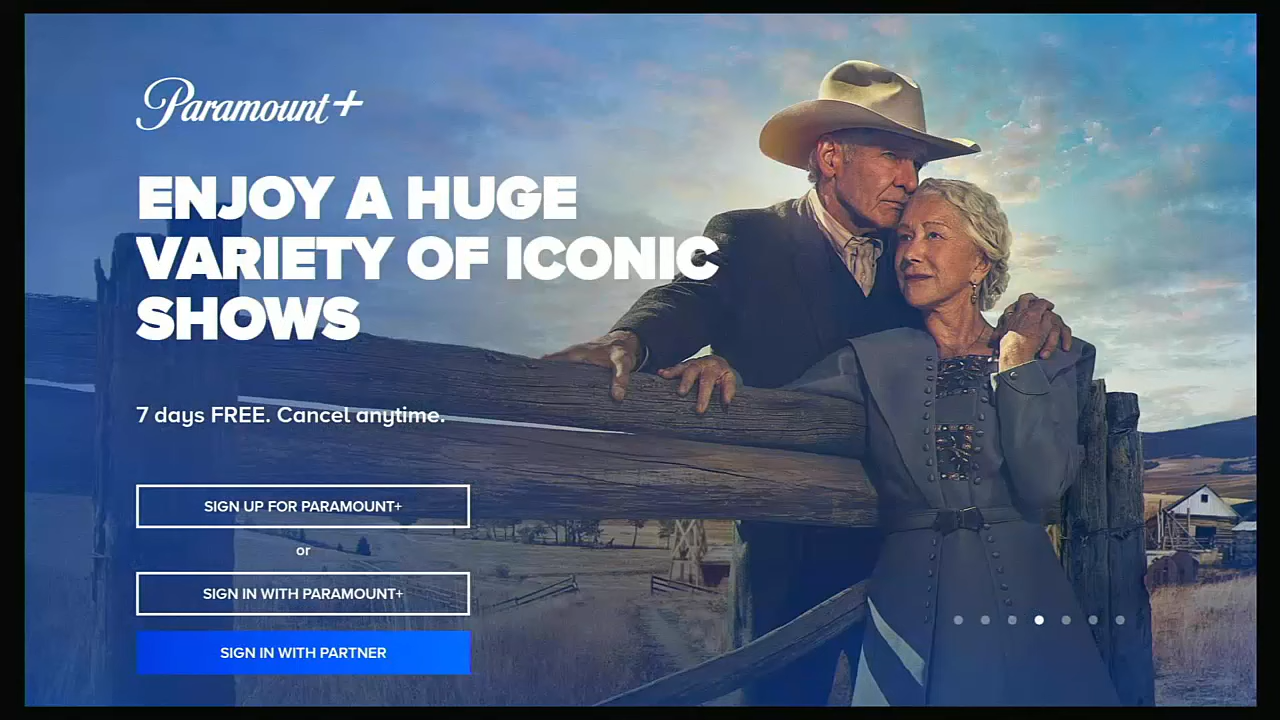 Paramount+
ENJOY A HUGE
VARIETY OF ICONIC
SHOWS
7 days FREE. Cancel anytime.
SIGN UP FOR PARAMOUNT+
or
SIGN IN WITH PARAMOUNT+
SIGN IN WITH PARTNER